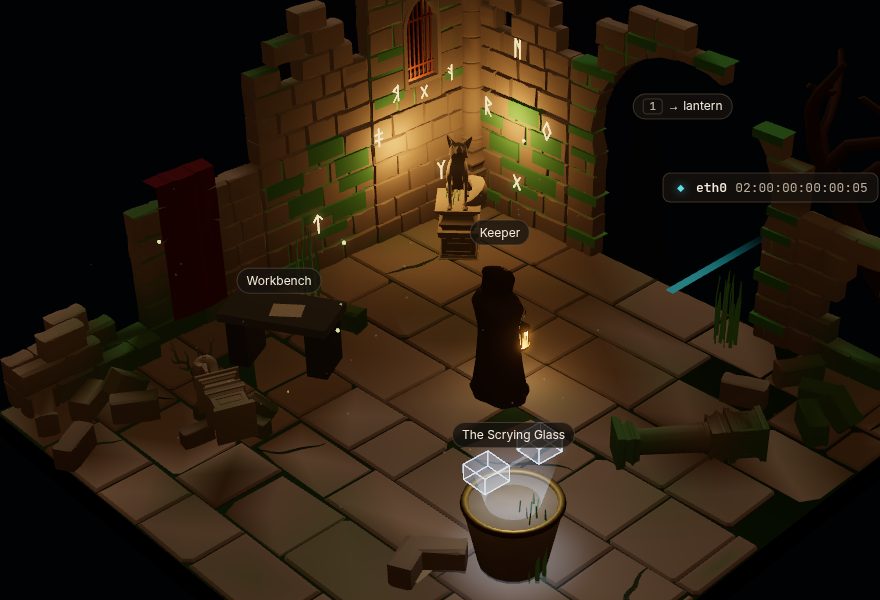 1 → lantern
◆ eth0 02:00:00:00:00:05
Keeper
Workbench
The Scrying Glass